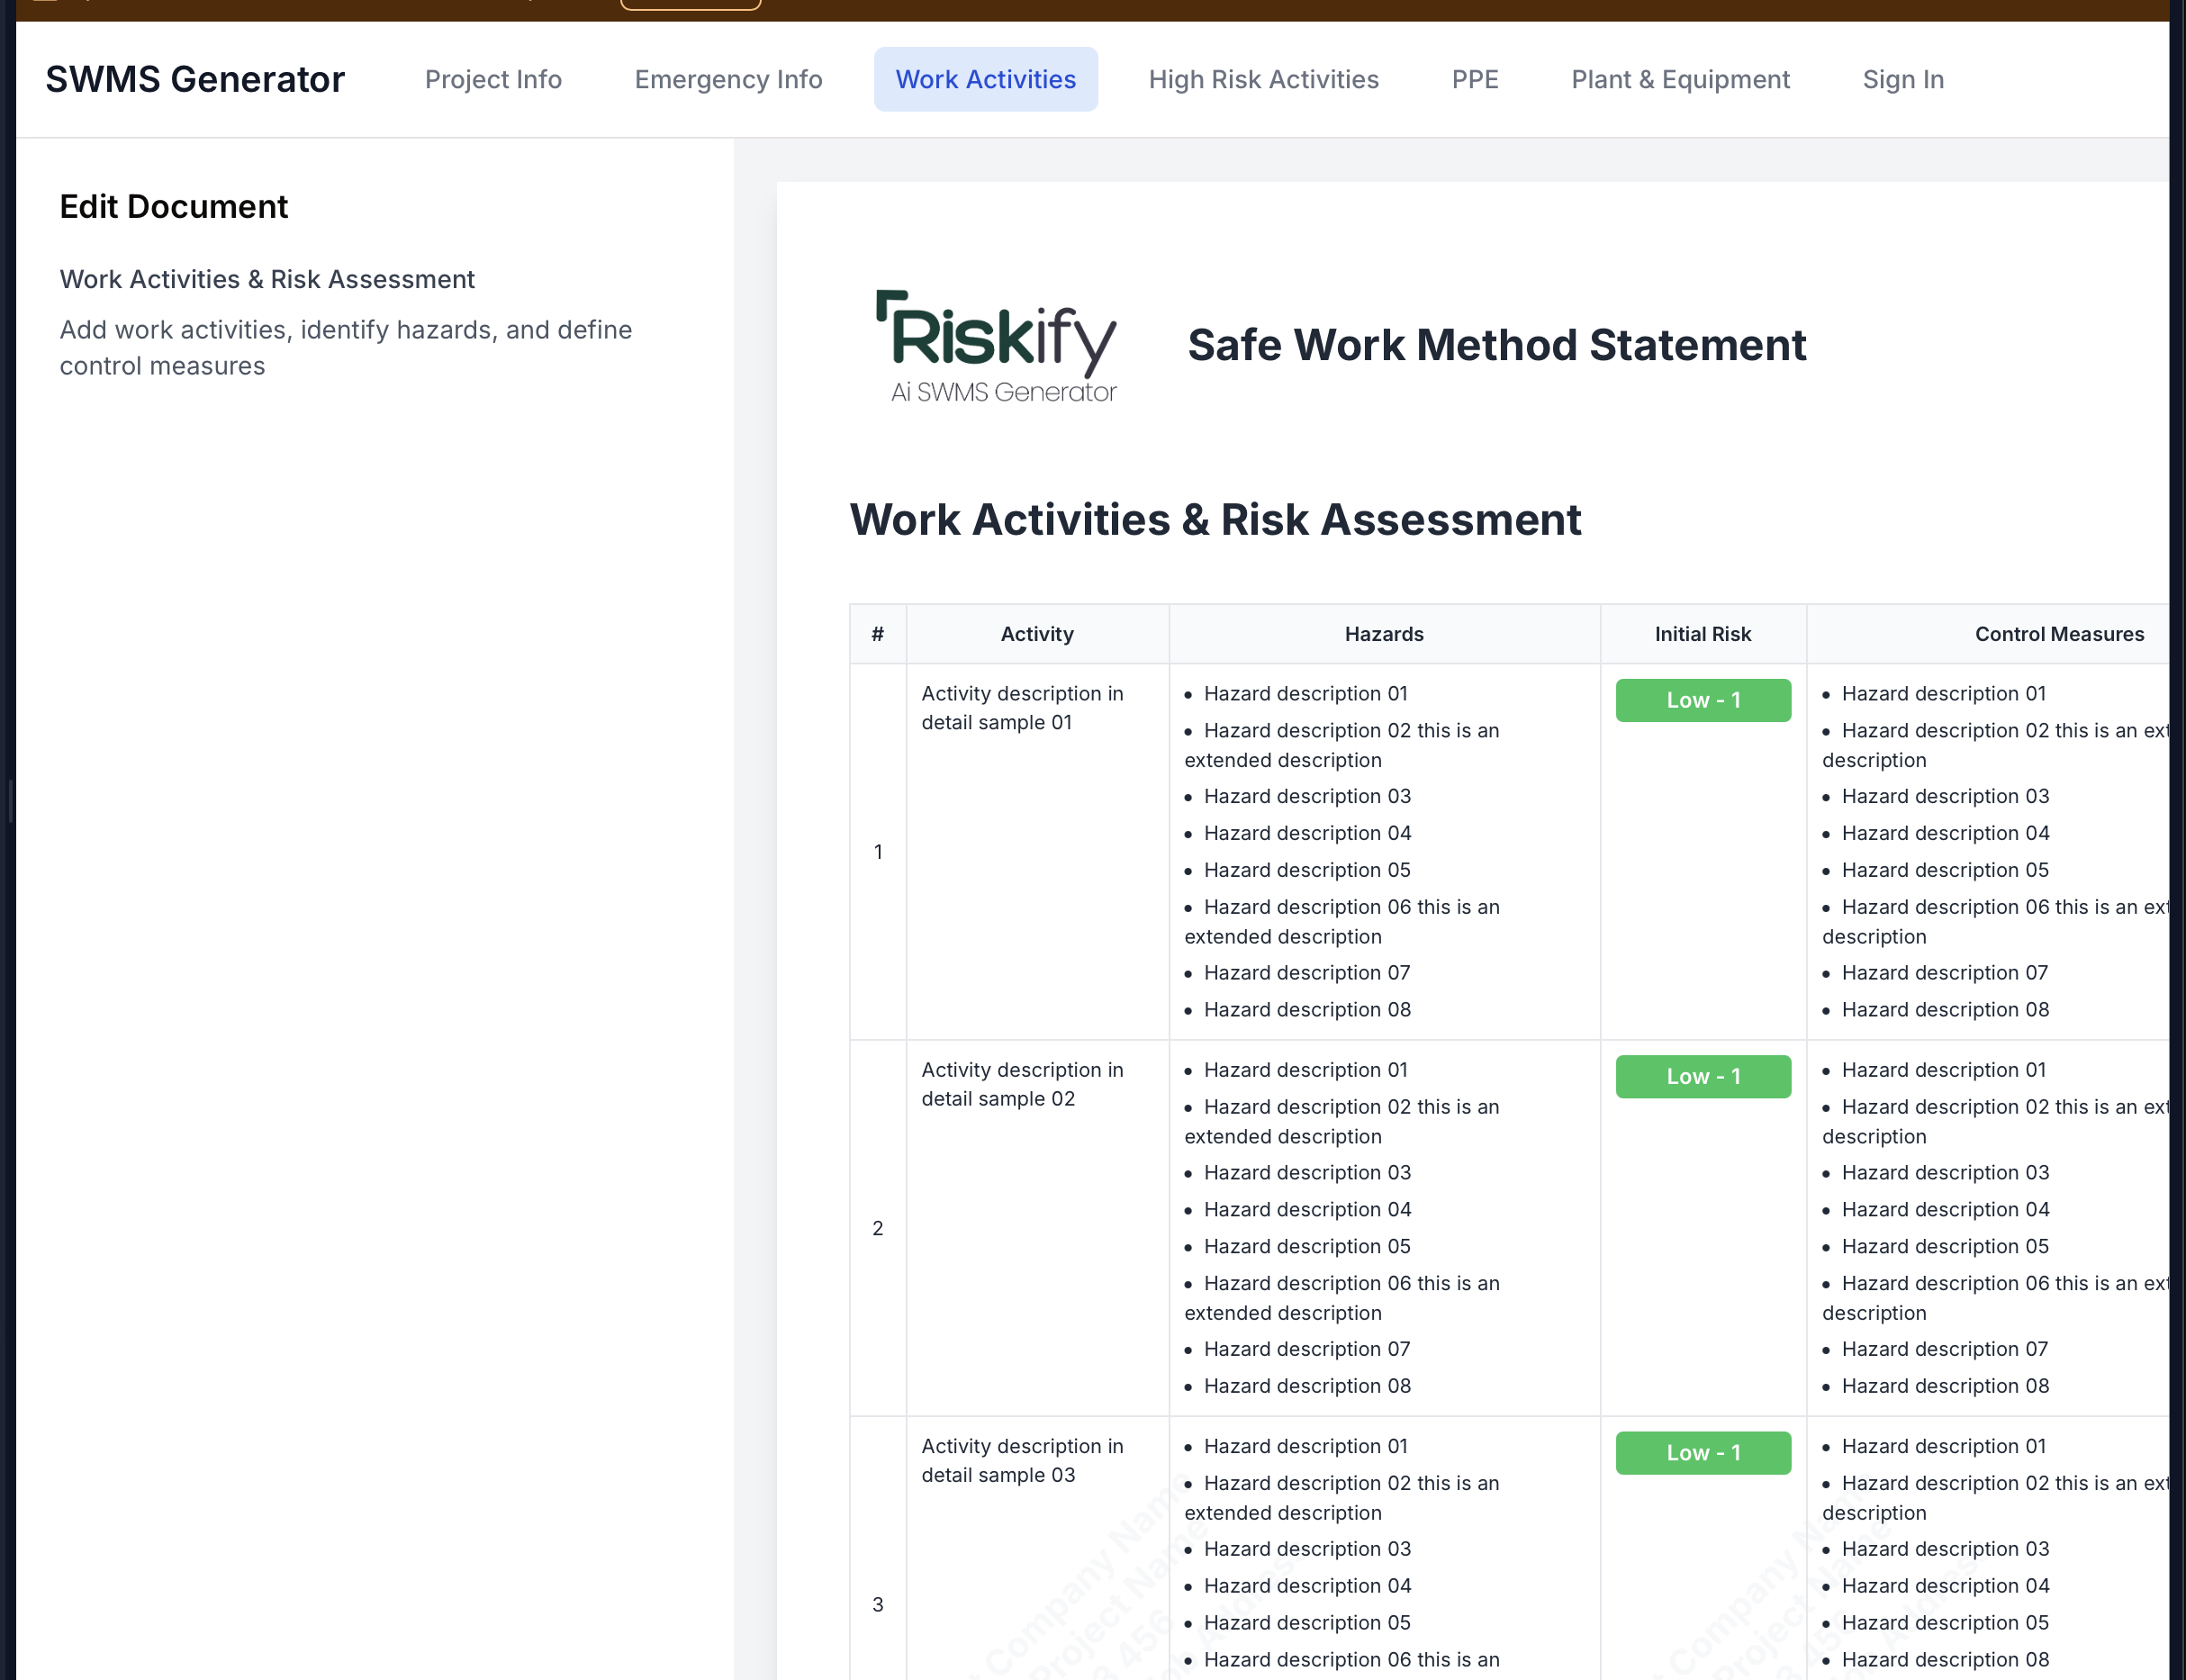 SWMS Generator
Project Info
Emergency Info
Work Activities
High Risk Activities
PPE
Plant & Equipment
Sign In
Edit Document
Work Activities & Risk Assessment
Add work activities, identify hazards, and define
control measures
Riskify
Ai SWMS Generator
Safe Work Method Statement
Work Activities & Risk Assessment
#
Activity
Hazards
Initial Risk
Control Measures
1
Activity description in
detail sample 01
• Hazard description 01
• Hazard description 02 this is an
extended description
• Hazard description 03
• Hazard description 04
• Hazard description 05
• Hazard description 06 this is an
extended description
• Hazard description 07
• Hazard description 08
Low - 1
• Hazard description 01
• Hazard description 02 this is an ext
description
• Hazard description 03
• Hazard description 04
• Hazard description 05
• Hazard description 06 this is an ext
description
• Hazard description 07
• Hazard description 08
2
Activity description in
detail sample 02
• Hazard description 01
• Hazard description 02 this is an
extended description
• Hazard description 03
• Hazard description 04
• Hazard description 05
• Hazard description 06 this is an
extended description
• Hazard description 07
• Hazard description 08
Low - 1
• Hazard description 01
• Hazard description 02 this is an ext
description
• Hazard description 03
• Hazard description 04
• Hazard description 05
• Hazard description 06 this is an ext
description
• Hazard description 07
• Hazard description 08
3
Activity description in
detail sample 03
• Hazard description 01
• Hazard description 02 this is an
extended description
• Hazard description 03
• Hazard description 04
• Hazard description 05
• Hazard description 06 this is an
Low - 1
• Hazard description 01
• Hazard description 02 this is an ext
description
• Hazard description 03
• Hazard description 04
• Hazard description 05
• Hazard description 08
Company Name
Project Name
456
Company
Project